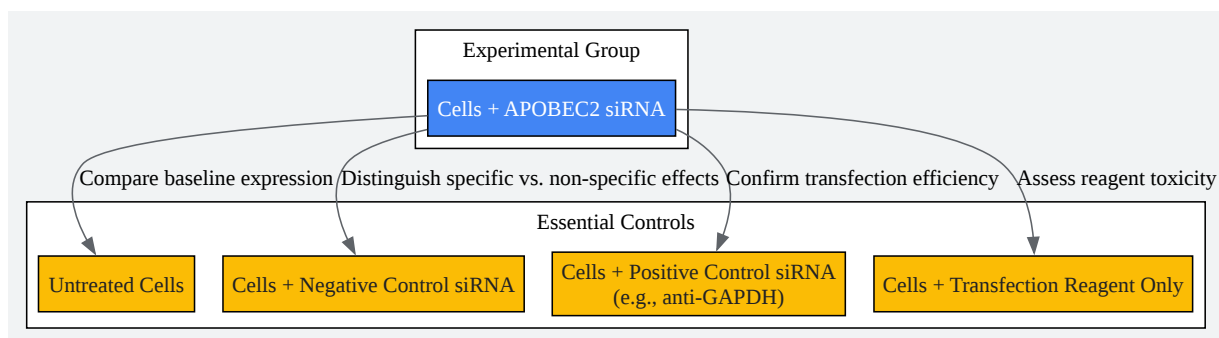 Experimental Group
Cells + APOBEC2 siRNA
Compare baseline expression
Distinguish specific vs. non-specific effects
Confirm transfection efficiency
Assess reagent toxicity
Essential Controls
Untreated Cells
Cells + Negative Control siRNA
Cells + Positive Control siRNA
(e.g., anti-GAPDH)
Cells + Transfection Reagent Only